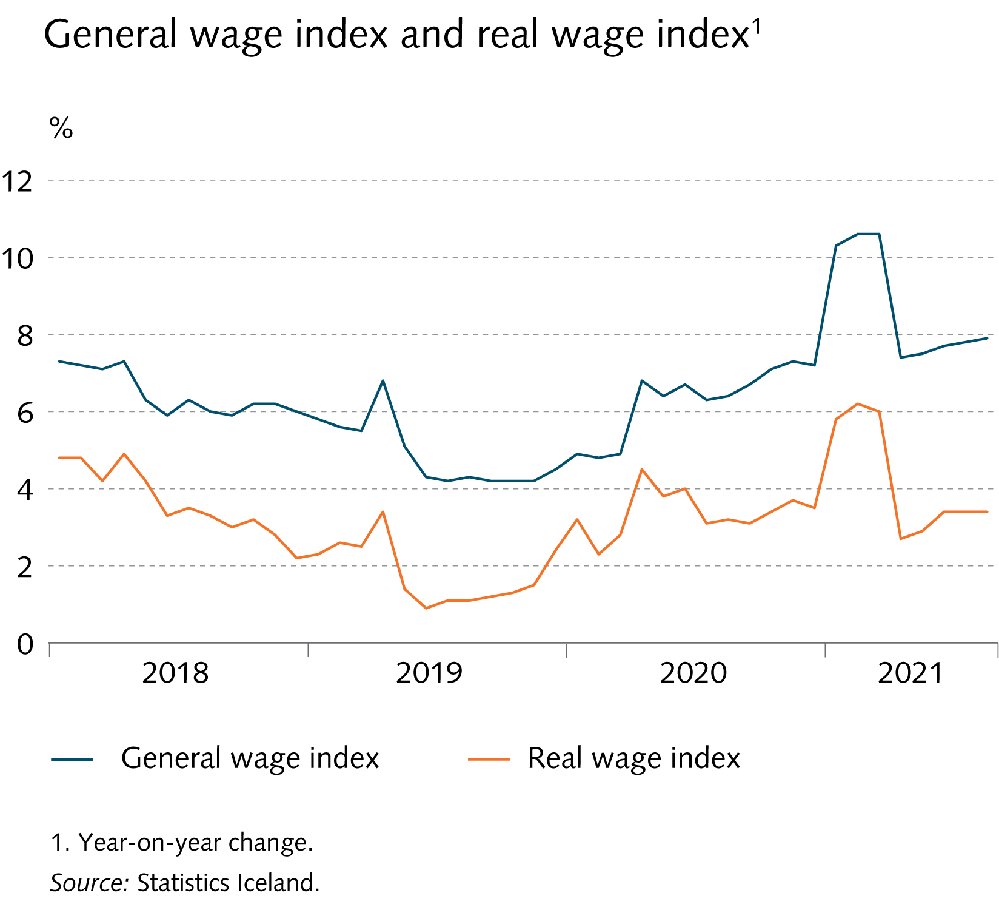 General wage index and real wage index¹
%
12
10
8
6
4
2
0
2018 2019 2020 2021
General wage index Real wage index
1. Year-on-year change.
Source: Statistics Iceland.